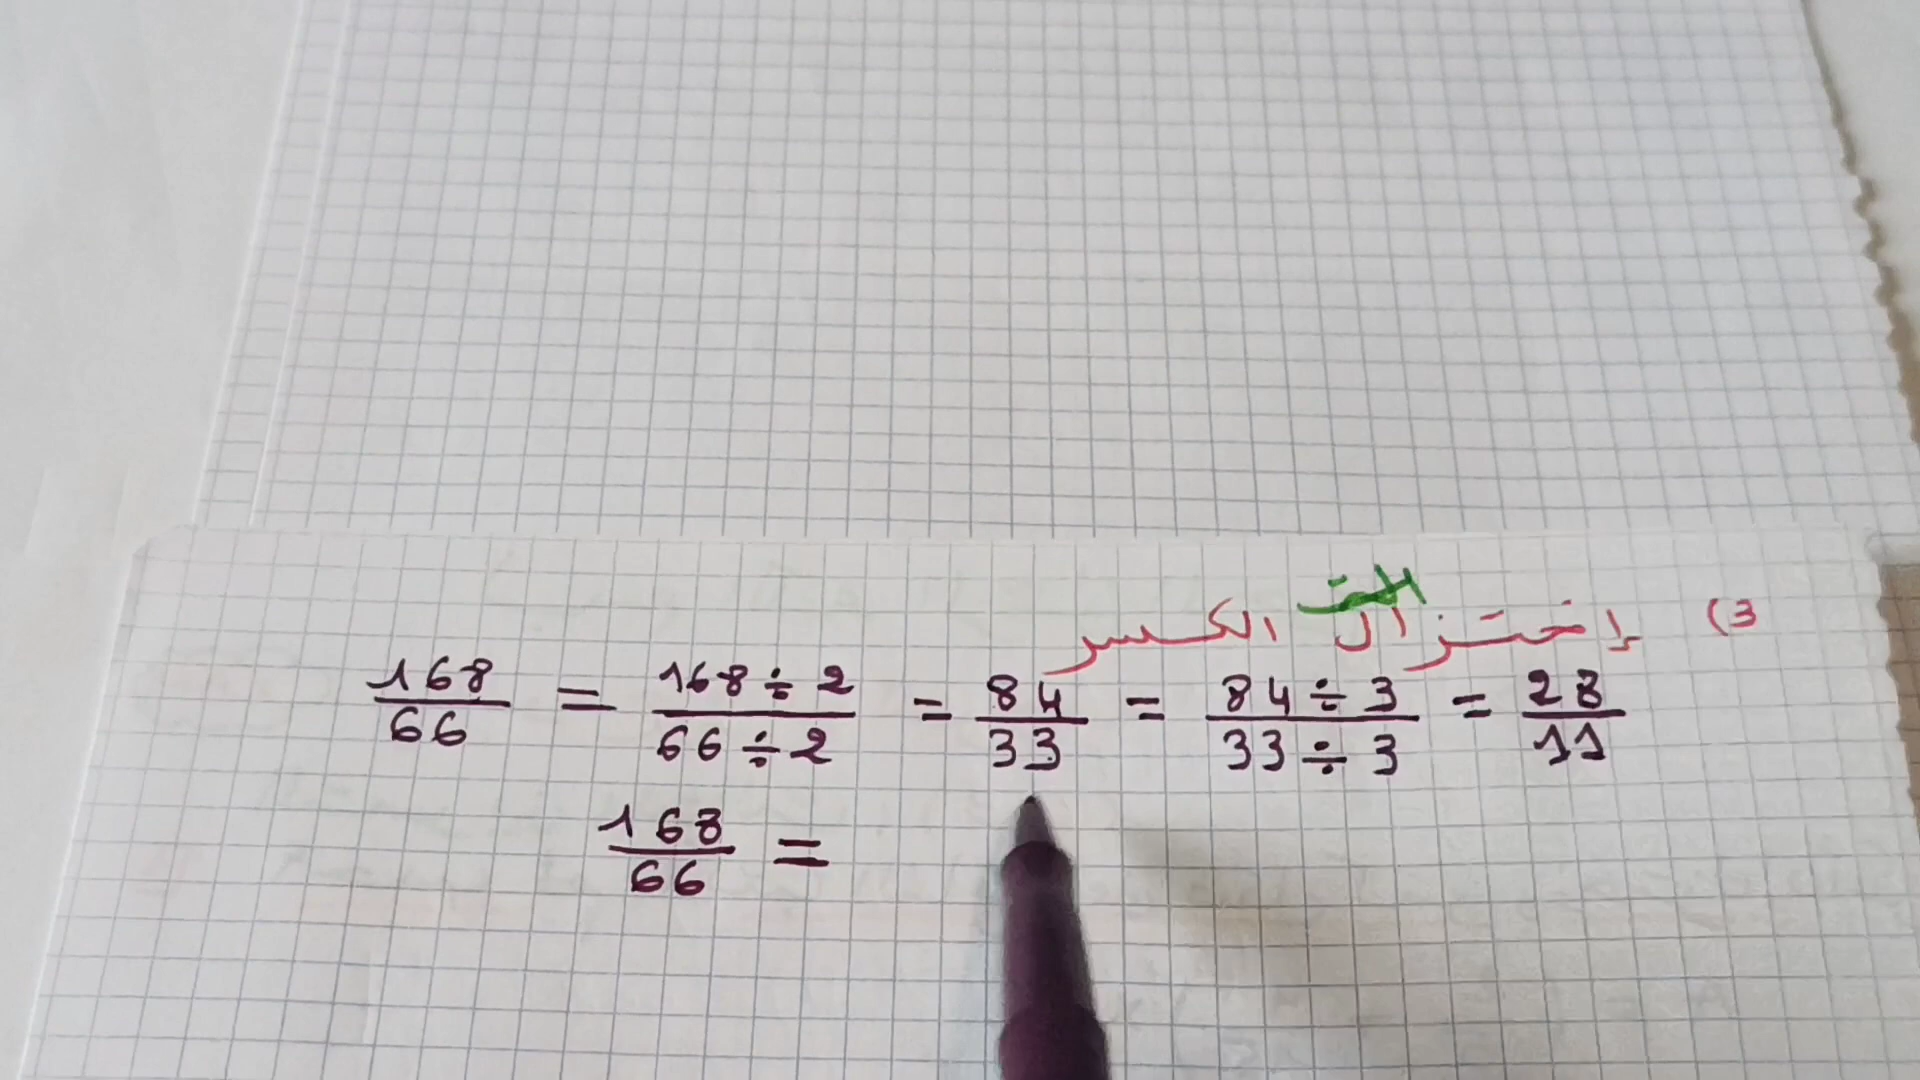 3) إختزال الكسر
168/66 = 168÷2/66÷2 = 84/33 = 84÷3/33÷3 = 28/11
168/66 =